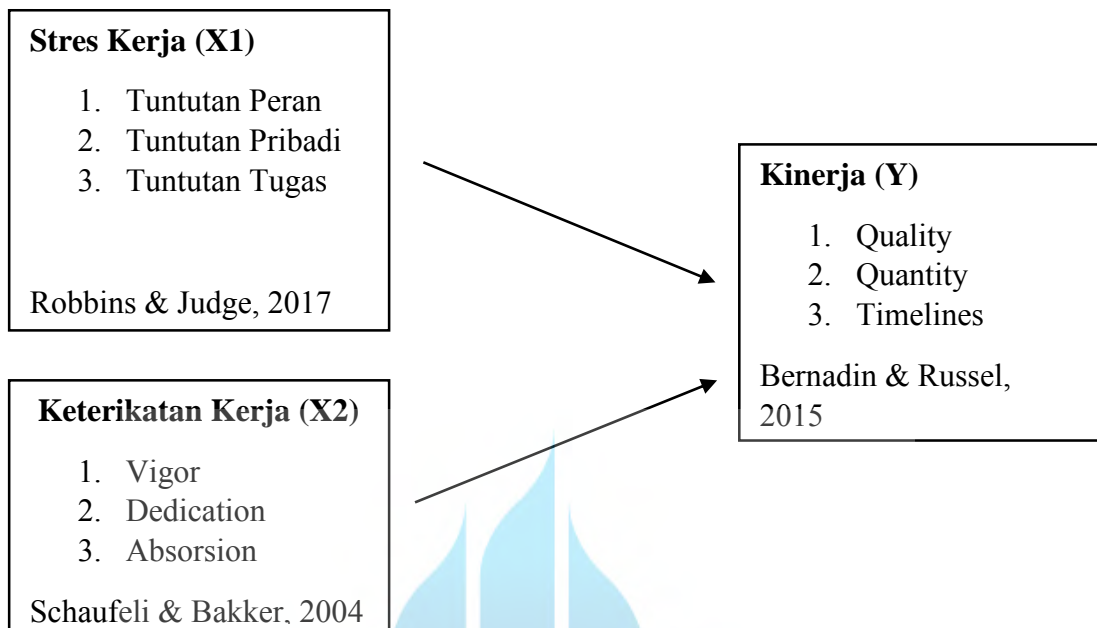 Stres Kerja (X1)
1. Tuntutan Peran
2. Tuntutan Pribadi
3. Tuntutan Tugas
Robbins & Judge, 2017
Keterikatan Kerja (X2)
1. Vigor
2. Dedication
3. Absorsion
Schaufeli & Bakker, 2004
Kinerja (Y)
1. Quality
2. Quantity
3. Timelines
Bernadin & Russel,
2015